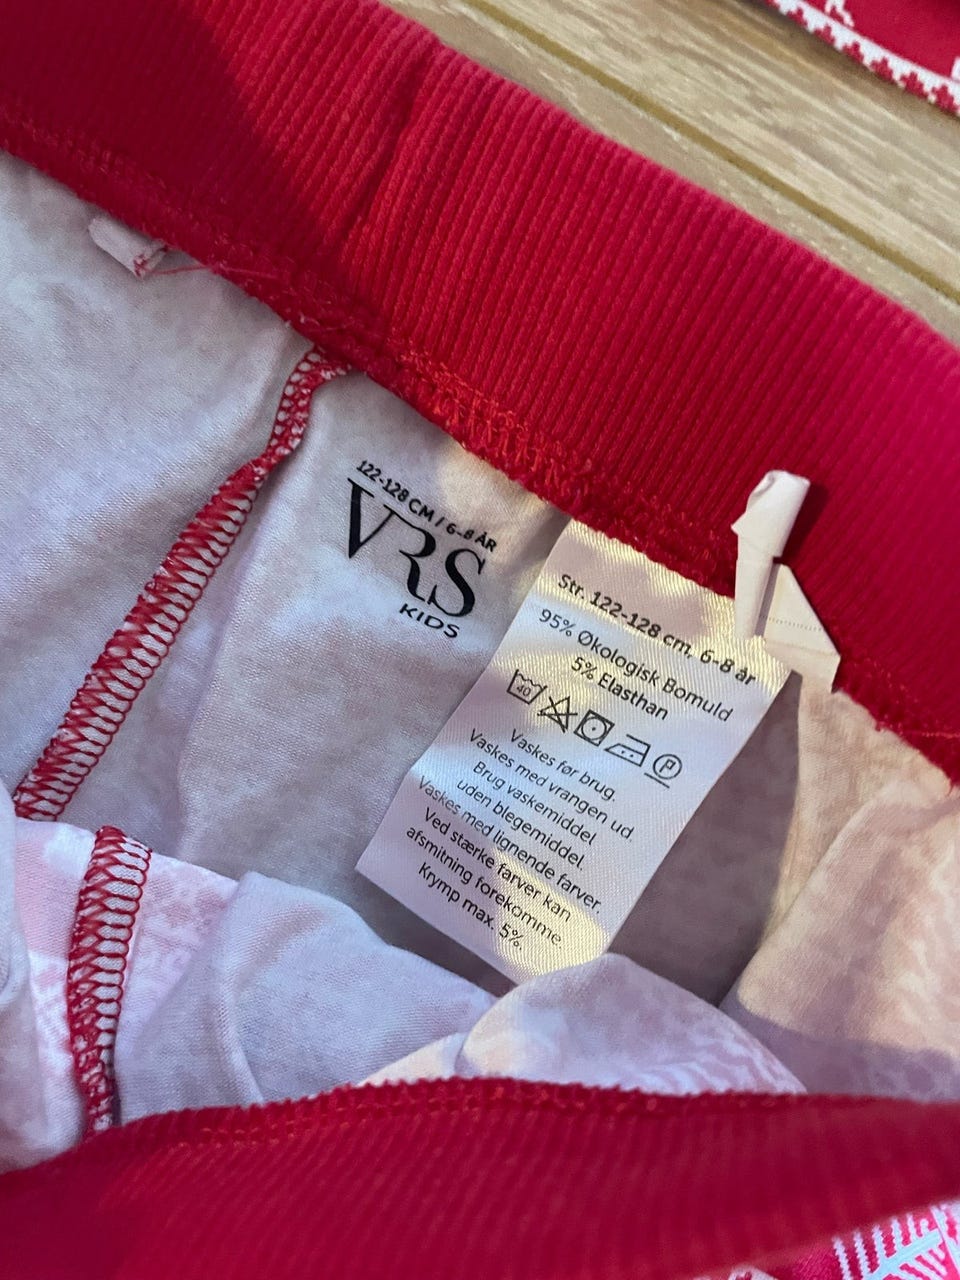 122-128 CM / 6-8 ÅR
VRS
KIDS
Str. 122-128 cm. 6-8 år
95% Økologisk Bomuld
5% Elasthan
40
P
Vaskes før brug.
Vaskes med vrangen ud.
Brug vaskemiddel
uden blegemiddel.
Vaskes med lignende farver.
Ved stærke farver kan
afsmitning forekomme.
Krymp max. 5%.